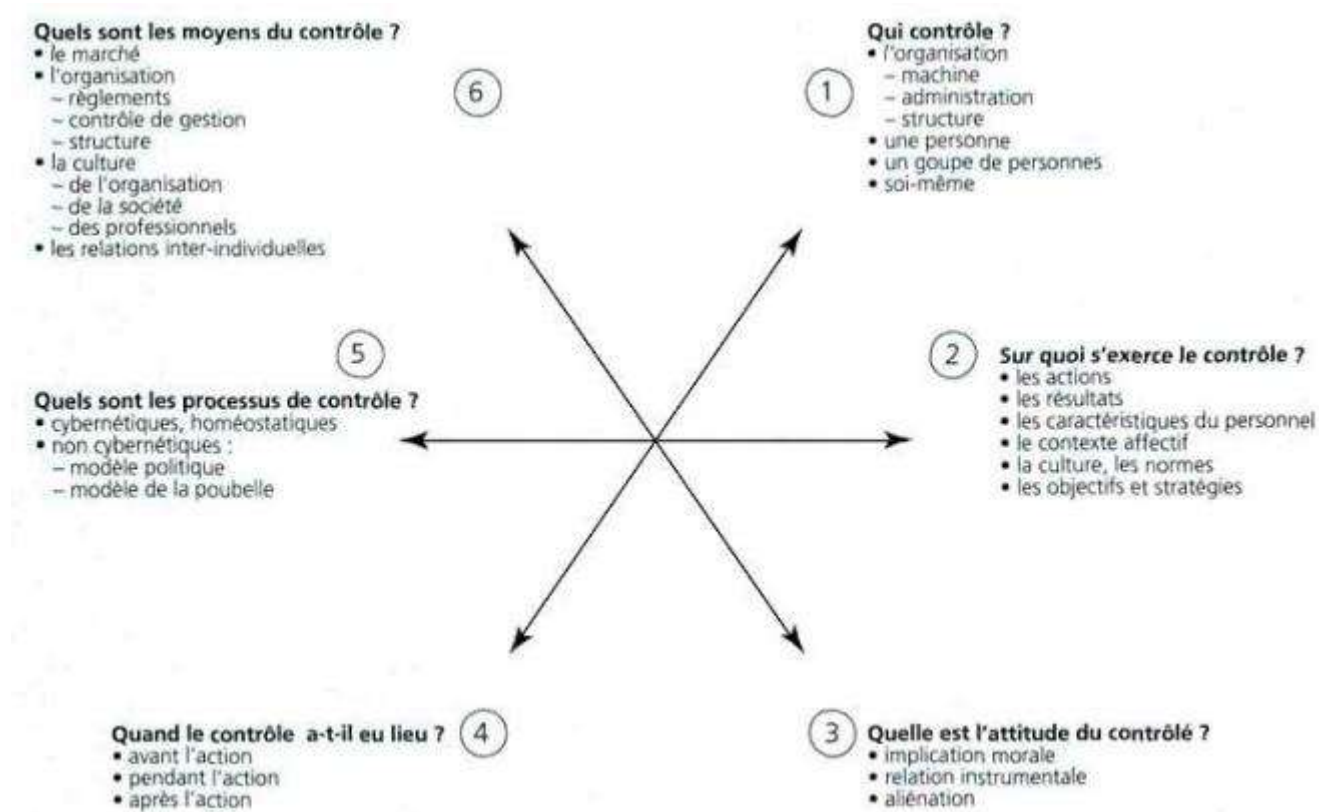 Quels sont les moyens du contrôle ?
• le marché
• l'organisation
– règlements
– contrôle de gestion
– structure
• la culture
– de l'organisation
– de la société
– des professionnels
• les relations inter-individuelles
6
1
Qui contrôle ?
• l'organisation
– machine
– administration
– structure
• une personne
• un goupe de personnes
• soi-même
5
Quels sont les processus de contrôle ?
• cybernétiques, homéostatiques
• non cybernétiques :
– modèle politique
– modèle de la poubelle
2
Sur quoi s'exerce le contrôle ?
• les actions
• les résultats
• les caractéristiques du personnel
• le contexte affectif
• la culture, les normes
• les objectifs et stratégies
Quand le contrôle a-t-il eu lieu ?
4
• avant l'action
• pendant l'action
• après l'action
3
Quelle est l'attitude du contrôlé ?
• implication morale
• relation instrumentale
• aliénation